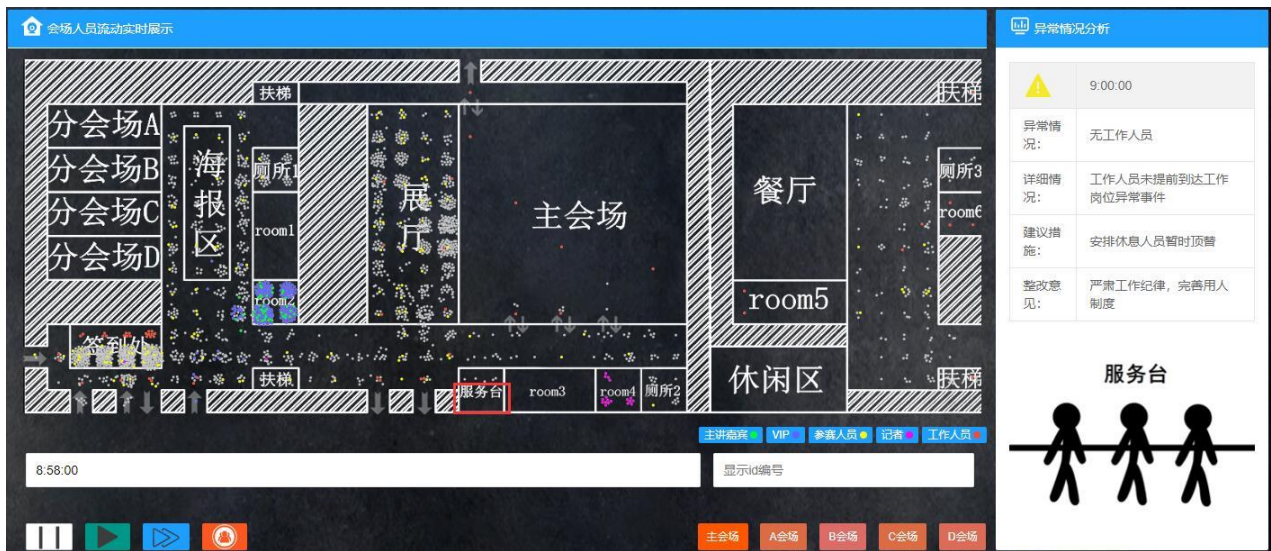 会场人员流动实时展示
扶梯
分会场A
分会场B
分会场C
分会场D
海报区
厕所1
room1
room2
展厅
主会场
签到处
扶梯
服务台
room3
room4
厕所2
扶梯
餐厅
厕所3
room6
room5
休闲区
扶梯
主讲嘉宾
VIP
参赛人员
记者
工作人员
8:58:00
显示id编号
主会场
A会场
B会场
C会场
D会场
异常情况分析
9:00:00
异常情
况:
无工作人员
详细情
况:
工作人员未提前到达工作
岗位异常事件
建议措
施:
安排休息人员暂时顶替
整改意
见:
严肃工作纪律，完善用人
制度
服务台